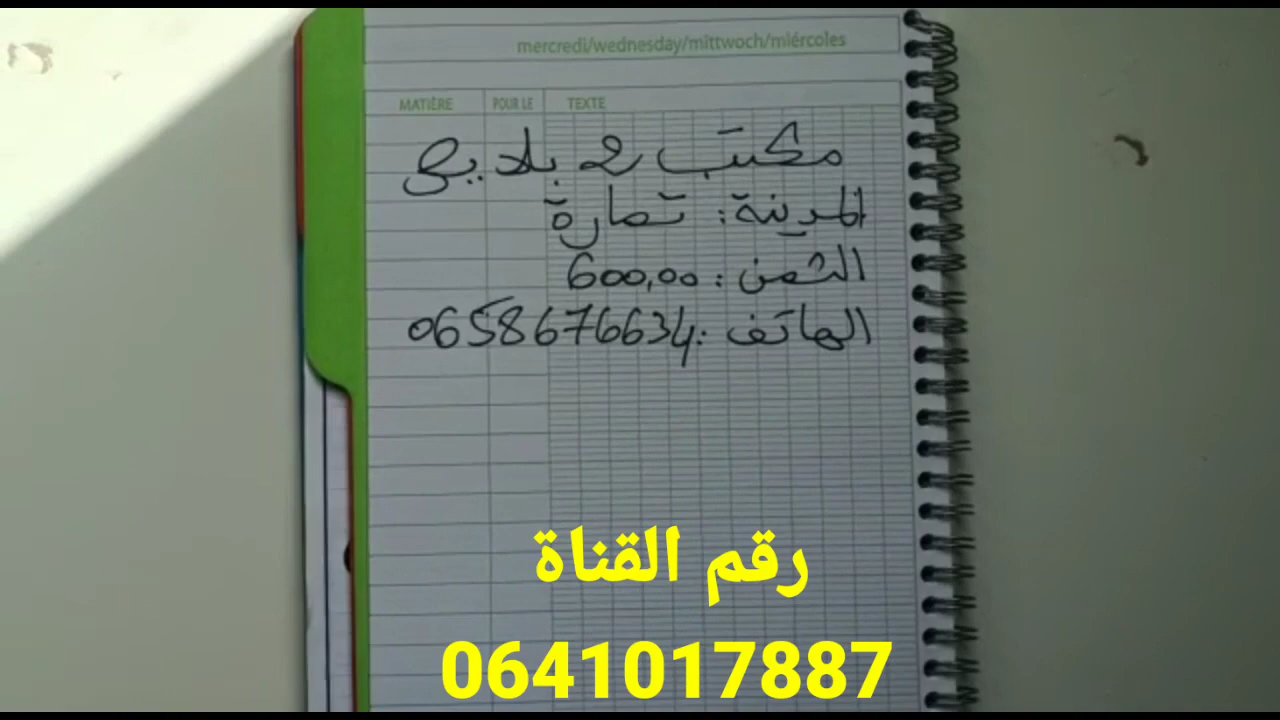 mercredi/wednesday/mittwoch/miércoles
MATIÈRE POUR LE TEXTE
مكتب 2 بلايص
المدينة: تمارة
الثمن: 600,00
الهاتف: 0658676634
رقم القناة
0641017887